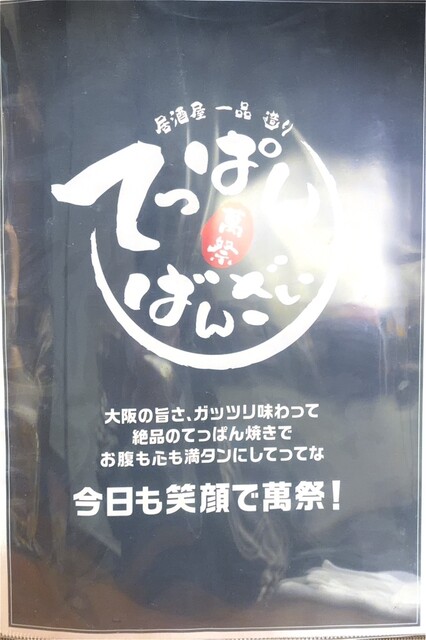 居酒屋 一品 造り
てっぱん
萬祭
ばんざい
大阪の旨さ、ガッツリ味わって
絶品のてっぱん焼きで
お腹も心も満タンにしてってな
今日も笑顔で萬祭!